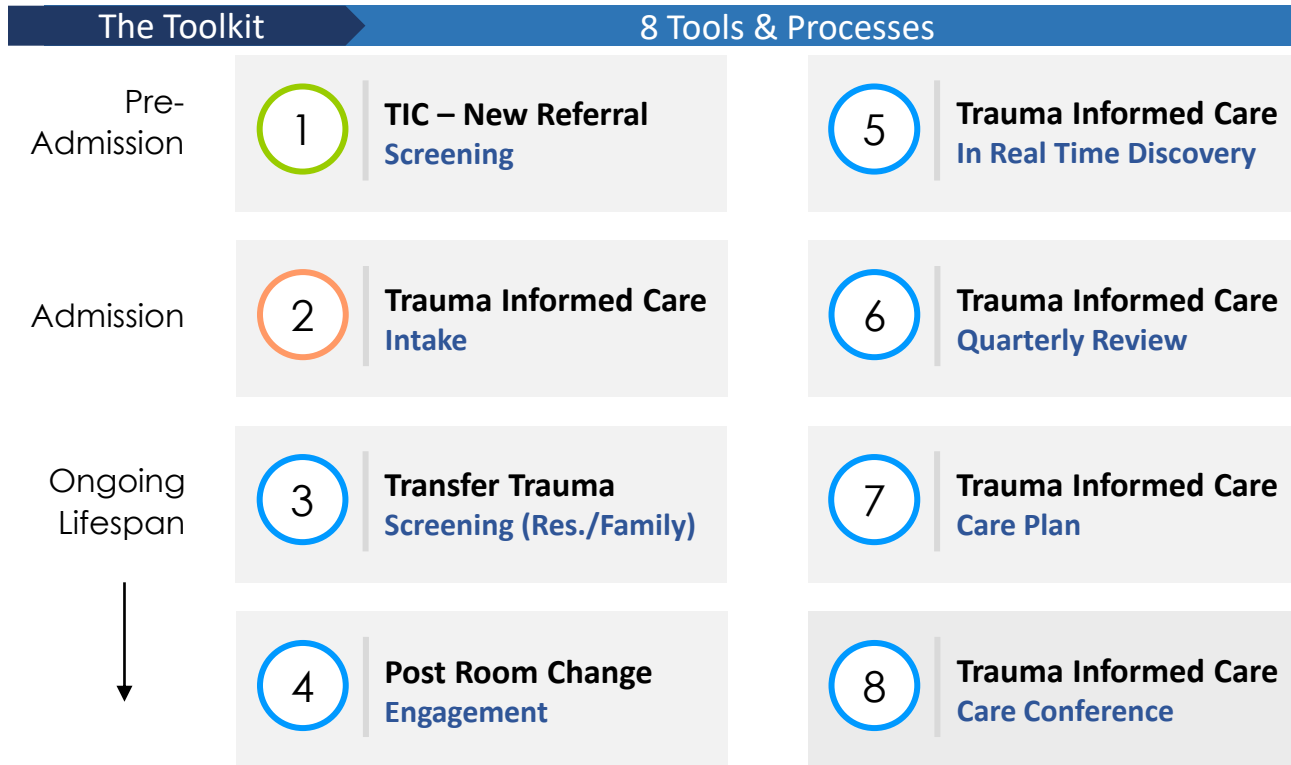 The Toolkit
8 Tools & Processes
Pre-
Admission
1
TIC – New Referral
Screening
5
Trauma Informed Care
In Real Time Discovery
Admission
2
Trauma Informed Care
Intake
6
Trauma Informed Care
Quarterly Review
Ongoing
Lifespan
3
Transfer Trauma
Screening (Res./Family)
7
Trauma Informed Care
Care Plan
4
Post Room Change
Engagement
8
Trauma Informed Care
Care Conference